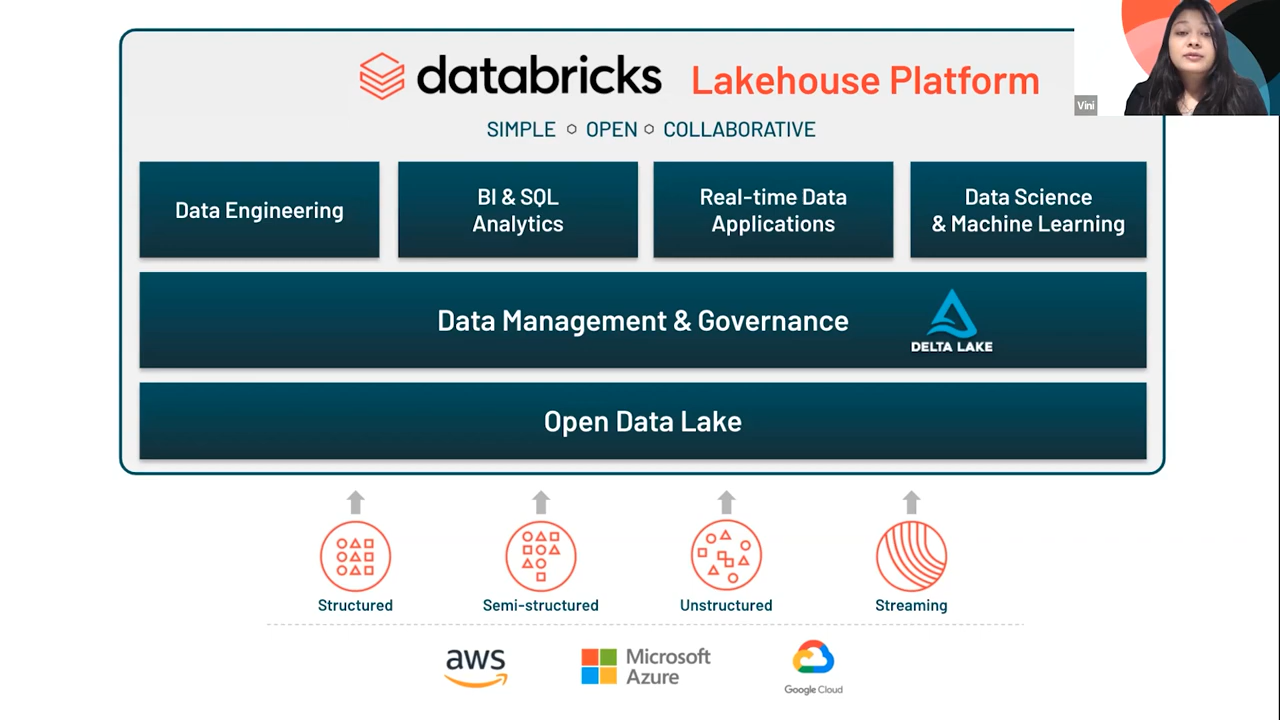 databricks Lakehouse Platform
Vini
SIMPLE OPEN COLLABORATIVE
Data Engineering
BI & SQL
Analytics
Real-time Data
Applications
Data Science
& Machine Learning
Data Management & Governance
DELTA LAKE
Open Data Lake
Structured
Semi-structured
Unstructured
Streaming
aws
Microsoft
Azure
Google Cloud